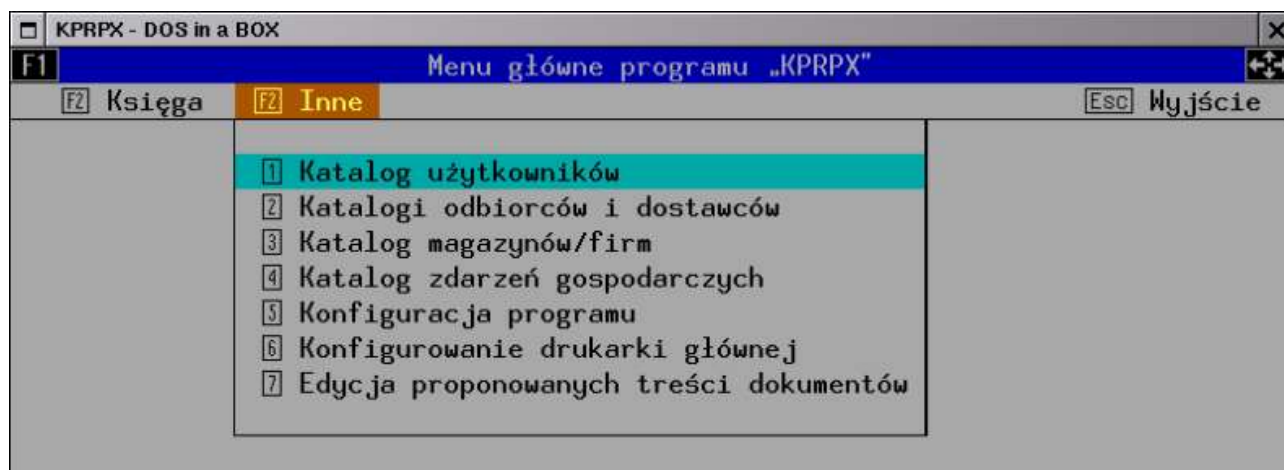 KPRPX - DOS in a BOX
F1 Menu główne programu „KPRPX”
F2 Księga F2 Inne Esc Wyjście
1 Katalog użytkowników
2 Katalogi odbiorców i dostawców
3 Katalog magazynów/firm
4 Katalog zdarzeń gospodarczych
5 Konfiguracja programu
6 Konfigurowanie drukarki głównej
7 Edycja proponowanych treści dokumentów